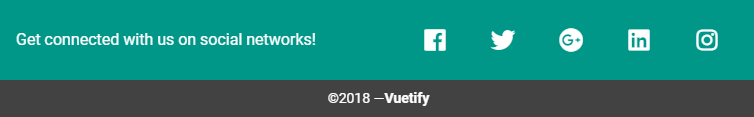 Get connected with us on social networks!
©2018 —Vuetify